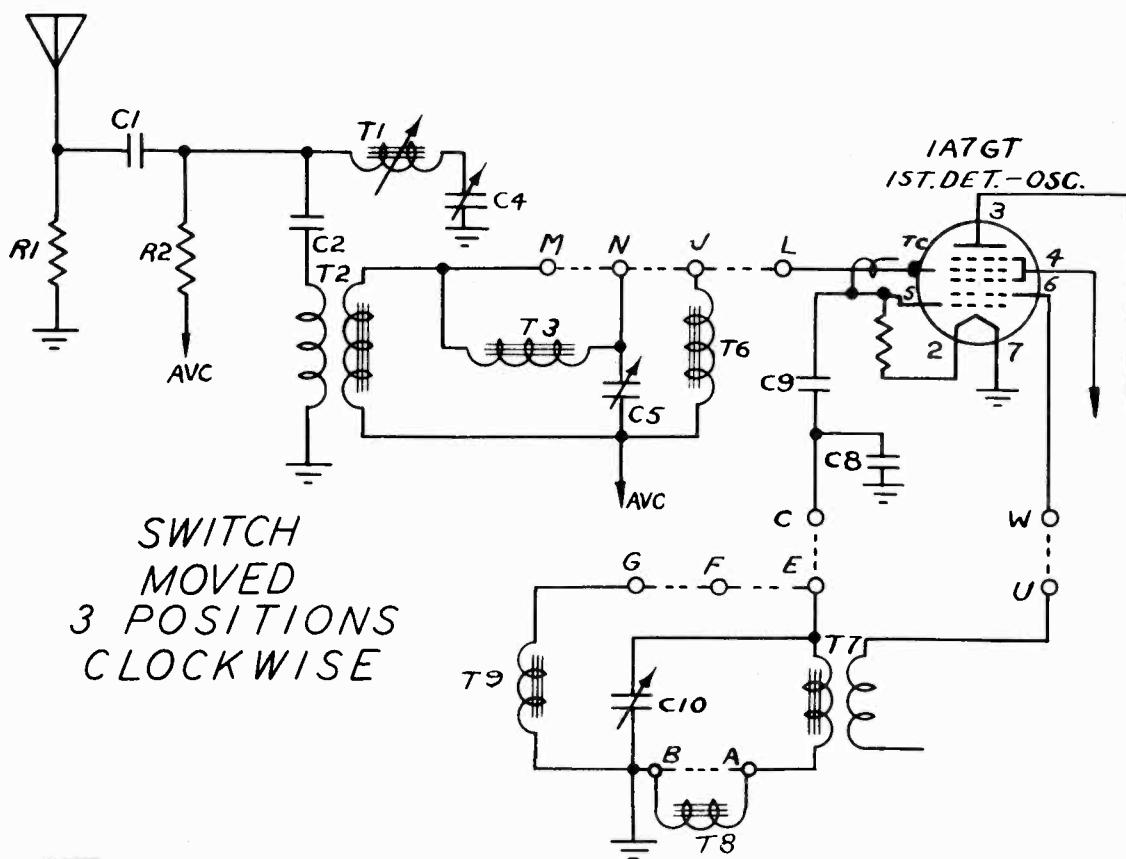 C1
T1
1A7GT
1ST. DET.-OSC.
3
C4
R1
R2
C2
M
N
J
L
TC
4
5
6
T2
T3
T6
2
7
AVC
C9
C5
C8
AVC
C
W
SWITCH
MOVED
3 POSITIONS
CLOCKWISE
G
F
E
U
T7
T9
C10
B
A
T8